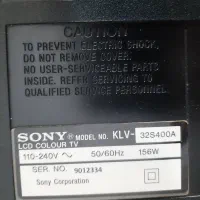 CAUTION
TO PREVENT ELECTRIC SHOCK,
DO NOT REMOVE COVER.
NO USER-SERVICEABLE PARTS
INSIDE. REFER SERVICING TO
QUALIFIED SERVICE PERSONNEL.
SONY MODEL NO. KLV-32S400A
LCD COLOUR TV
110-240V ~ 50/60Hz 156W
SER. NO. 9012334
Sony Corporation